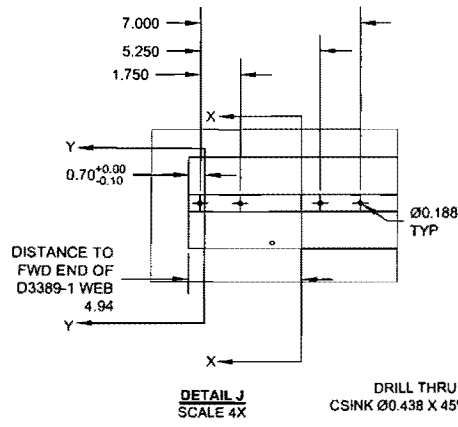 7.000
5.250
1.750
X
Y
0.70 +0.00
-0.10
Ø0.188
TYP
DISTANCE TO
FWD END OF
D3389-1 WEB
4.94
Y
X
DETAIL J
SCALE 4X
DRILL THRU
CSINK Ø0.438 X 45°